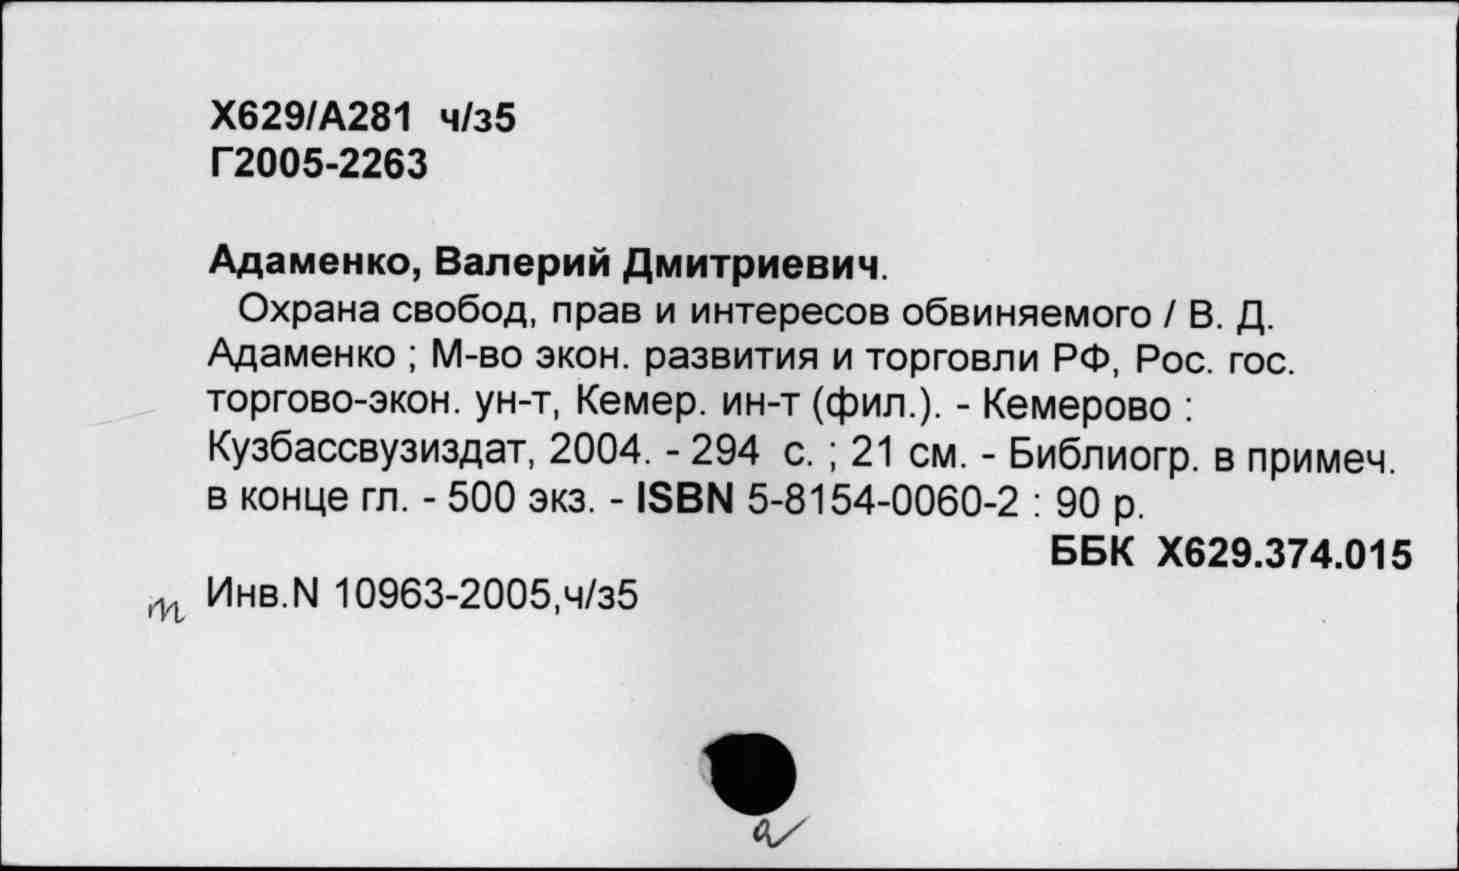 Х629/А281 ч/з5
Г2005-2263
Адаменко, Валерий Дмитриевич.
Охрана свобод, прав и интересов обвиняемого / В. Д.
Адаменко ; М-во экон. развития и торговли РФ, Рос. гос.
торгово-экон. ун-т, Кемер. ин-т (фил.). - Кемерово :
Кузбассвузиздат, 2004. - 294 с. ; 21 см. - Библиогр. в примеч.
в конце гл. - 500 экз. - ISBN 5-8154-0060-2 : 90 р.
ББК Х629.374.015
Инв.N 10963-2005,ч/з5